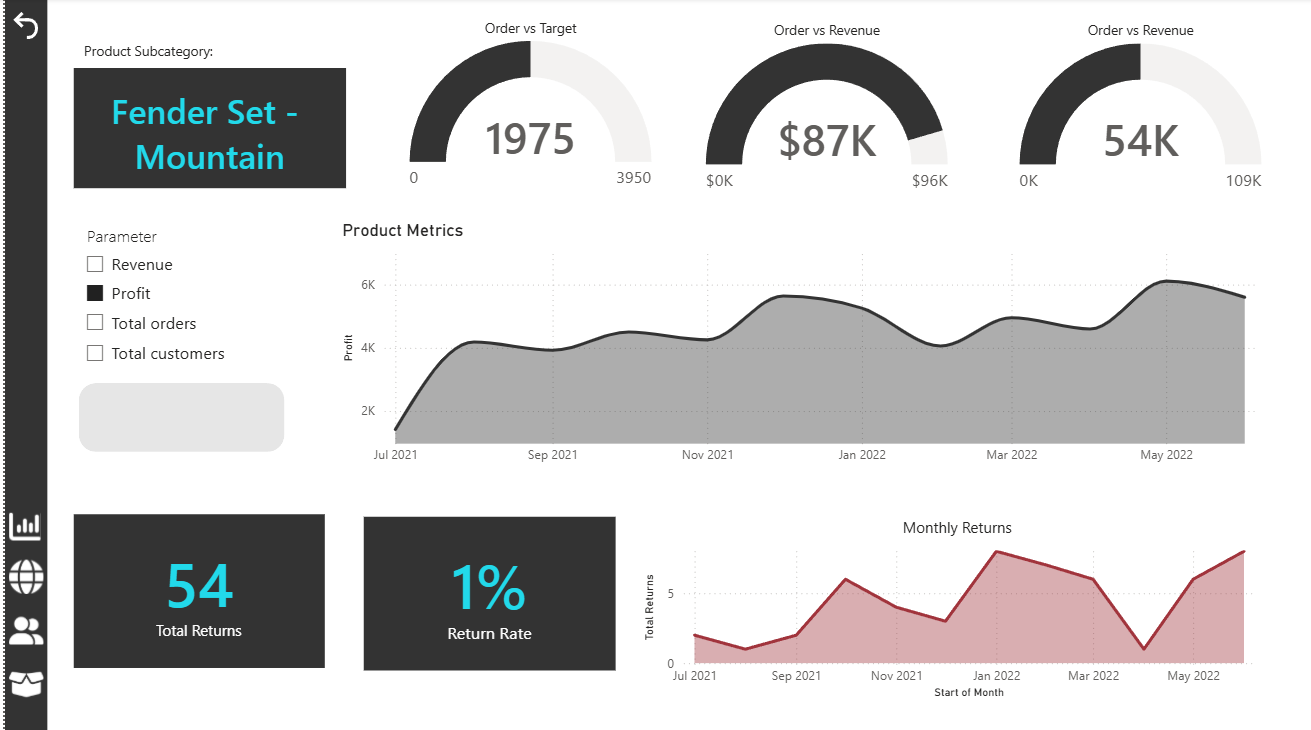 Product Subcategory:
Fender Set -
Mountain
Order vs Target
1975
0
3950
Order vs Revenue
$87K
$0K
$96K
Order vs Revenue
54K
0K
109K
Parameter
Revenue
Profit
Total orders
Total customers
Product Metrics
Profit
6K
4K
2K
Jul 2021
Sep 2021
Nov 2021
Jan 2022
Mar 2022
May 2022
54
Total Returns
1%
Return Rate
Monthly Returns
Total Returns
5
0
Jul 2021
Sep 2021
Nov 2021
Jan 2022
Mar 2022
May 2022
Start of Month